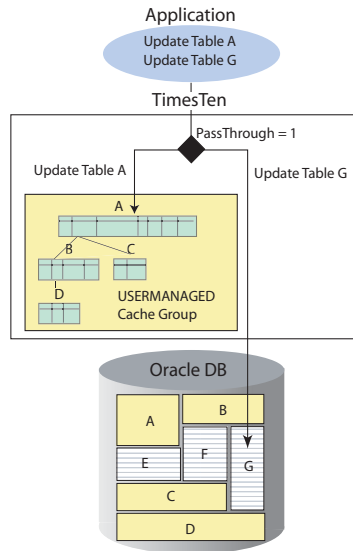 Application
Update Table A
Update Table G
TimesTen
PassThrough = 1
Update Table A
Update Table G
A
B
C
D
USERMANAGED
Cache Group
Oracle DB
A
B
E
F
G
C
D